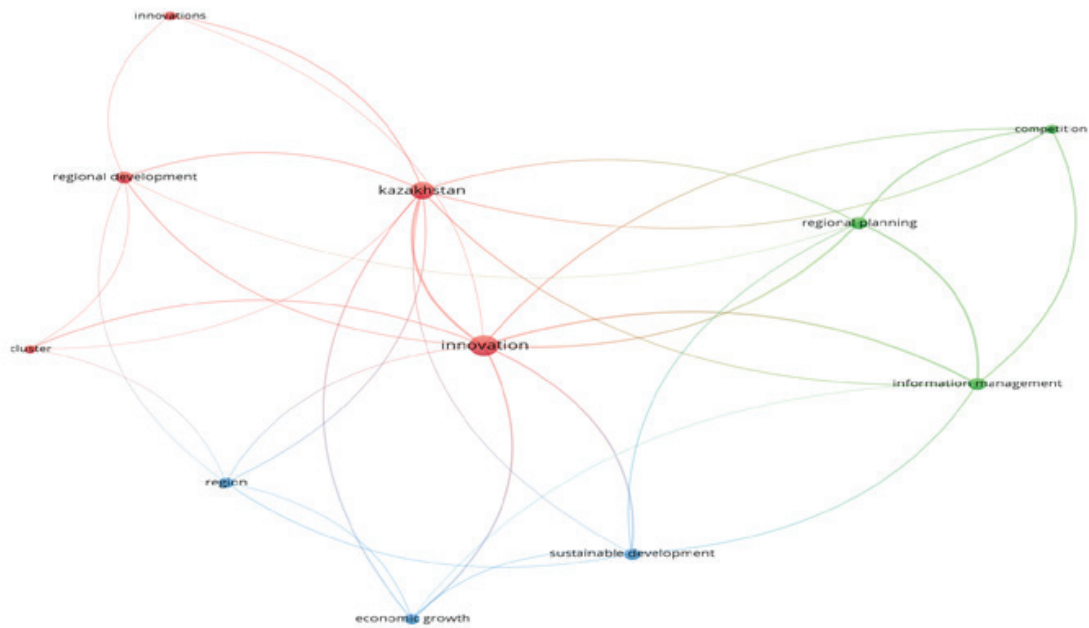 innovations
competition
regional development
kazakhstan
regional planning
innovation
cluster
information management
region
sustainable development
economic growth